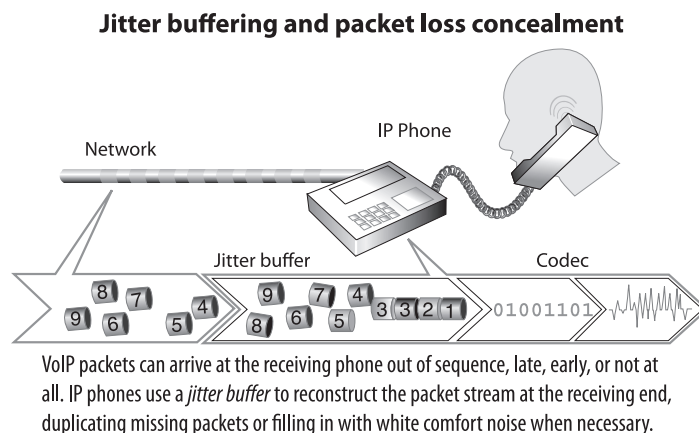 Jitter buffering and packet loss concealment
IP Phone
Network
Jitter buffer
Codec
8 7 4
9 6 5
9 7 4
8 6 5 3 3 2 1
01001101
VoIP packets can arrive at the receiving phone out of sequence, late, early, or not at
all. IP phones use a jitter buffer to reconstruct the packet stream at the receiving end,
duplicating missing packets or filling in with white comfort noise when necessary.